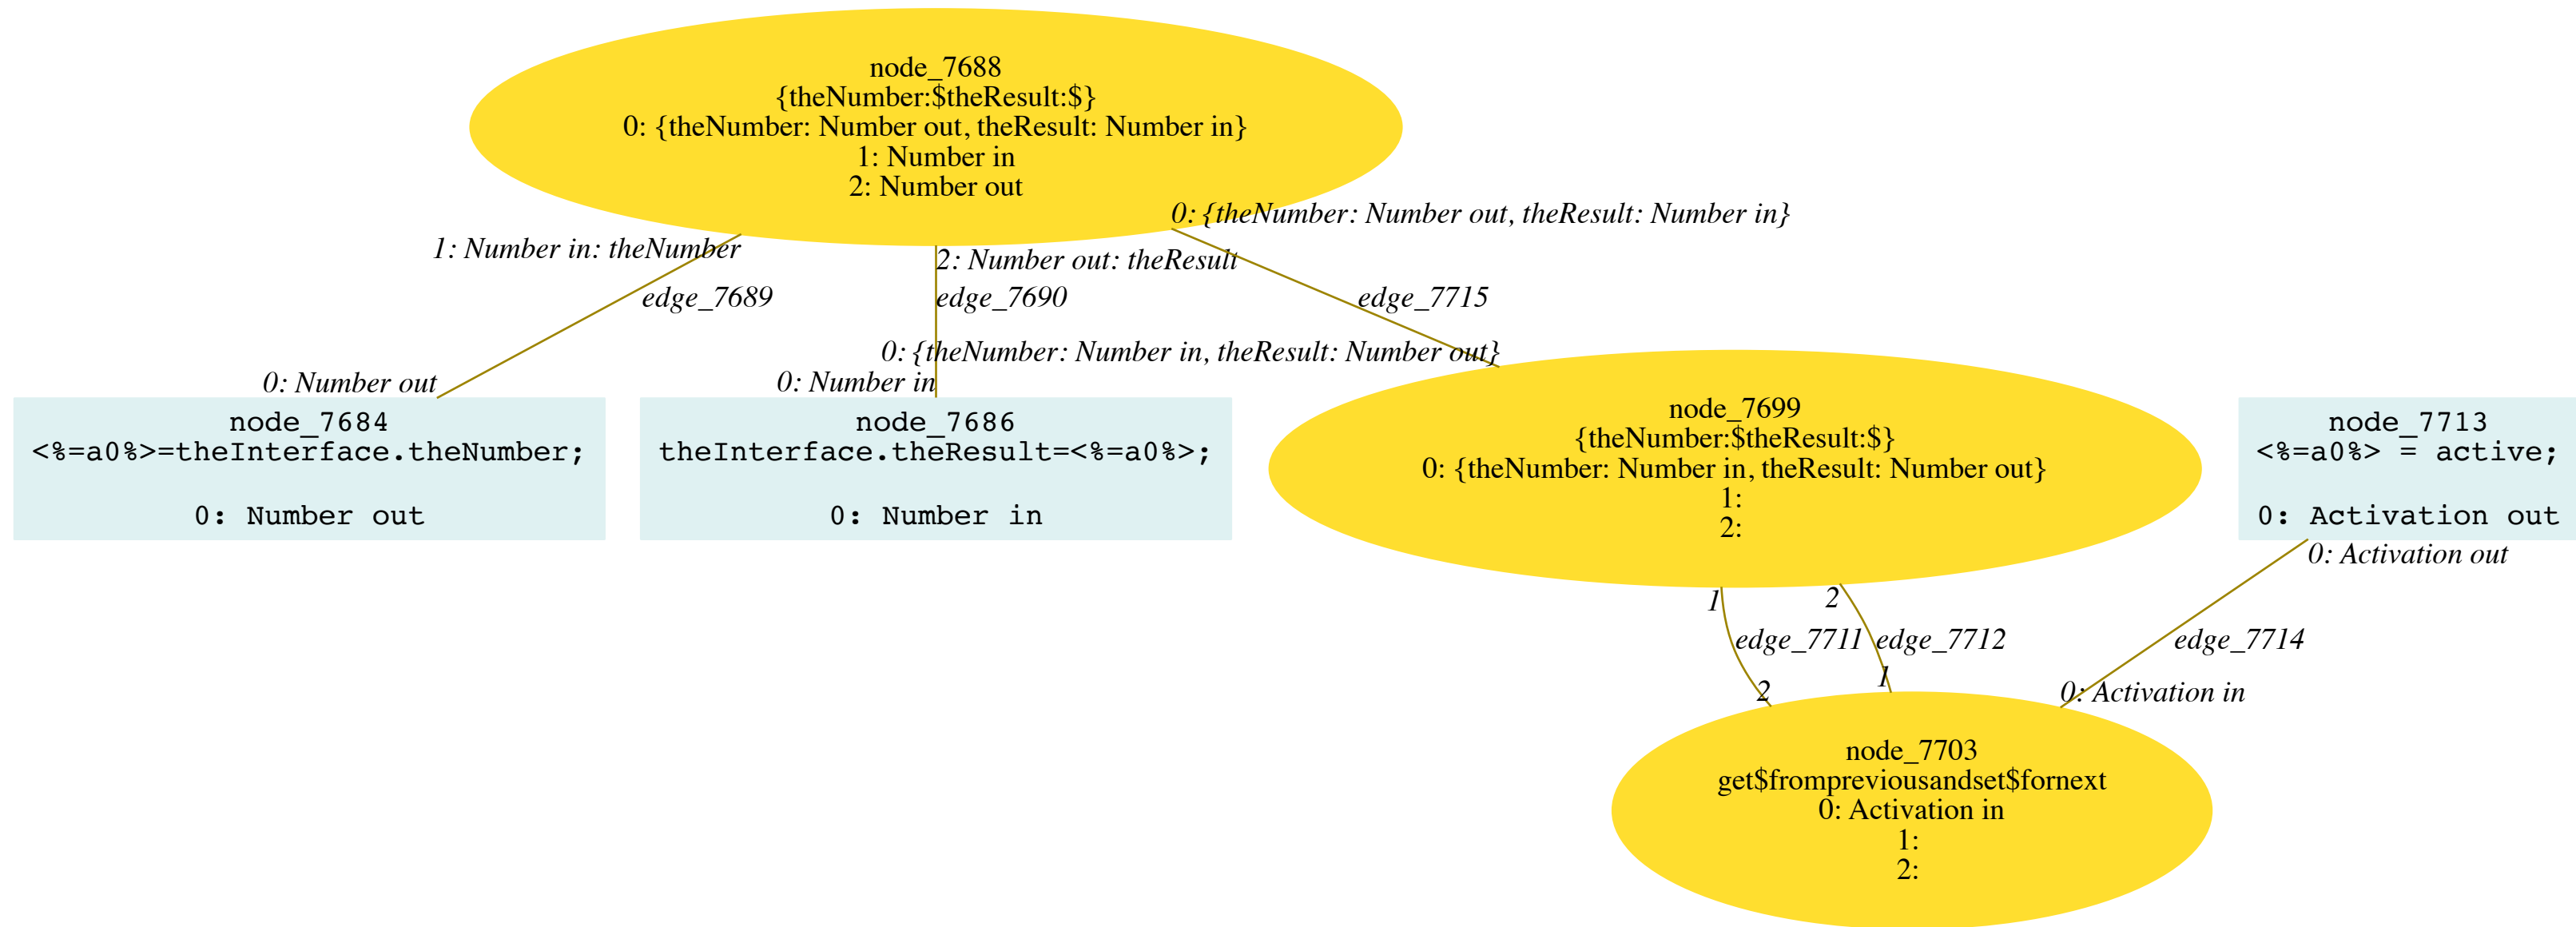 node_7688
{theNumber:$theResult:$}
0: {theNumber: Number out, theResult: Number in}
1: Number in
2: Number out
0: {theNumber: Number out, theResult: Number in}
1: Number in: theNumber
2: Number out: theResult
edge_7689
edge_7690
edge_7715
0: {theNumber: Number in, theResult: Number out}
0: Number out
0: Number in
node_7684
<%=a0%>=theInterface.theNumber;
0: Number out
node_7686
theInterface.theResult=<%=a0%>;
0: Number in
node_7699
{theNumber:$theResult:$}
0: {theNumber: Number in, theResult: Number out}
1:
2:
node_7713
<%=a0%> = active;
0: Activation out
0: Activation out
1
2
edge_7711
edge_7712
edge_7714
2
1
0: Activation in
node_7703
get$frompreviousandset$fornext
0: Activation in
1:
2: